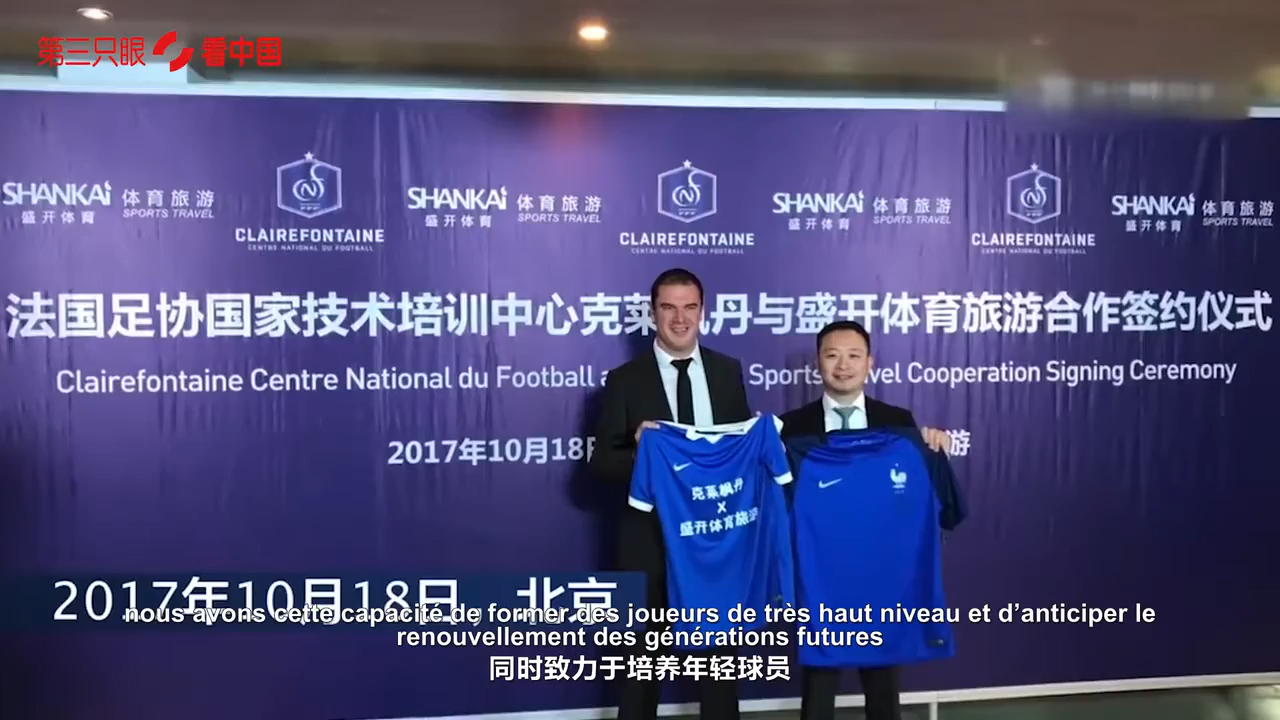 第三只眼 看中国
SHANKAI 盛开体育 体育旅游 SPORTS TRAVEL
CLAIREFONTAINE
CENTRE NATIONAL DU FOOTBALL
SHANKAI 盛开体育 体育旅游 SPORTS TRAVEL
CLAIREFONTAINE
CENTRE NATIONAL DU FOOTBALL
SHANKAI 盛开体育 体育旅游 SPORTS TRAVEL
CLAIREFONTAINE
CENTRE NATIONAL DU FOOTBALL
SHANKAI 盛开体育 体育旅游 SPORTS TRAVEL
法国足协国家技术培训中心克莱枫丹与盛开体育旅游合作签约仪式
Clairefontaine Centre National du Football a Sports Travel Cooperation Signing Ceremony
2017年10月18日 游
克莱枫丹
X
盛开体育旅游
2017年10月18日，北京
nous avons cette capacité de former des joueurs de très haut niveau et d’anticiper le
renouvellement des générations futures
同时致力于培养年轻球员